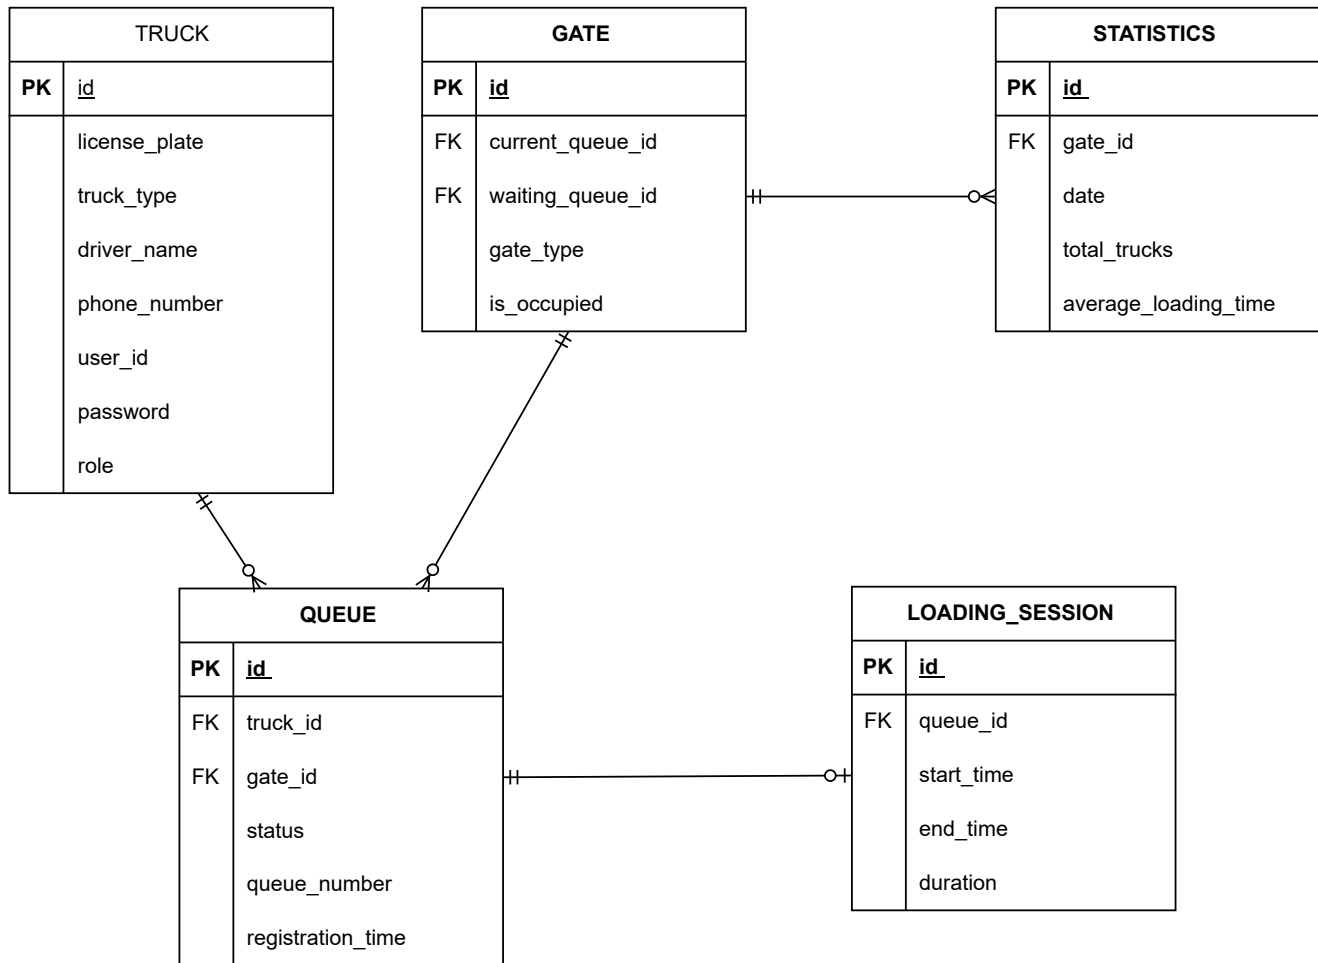 TRUCK
PK id
license_plate
truck_type
driver_name
phone_number
user_id
password
role
GATE
PK id
FK current_queue_id
FK waiting_queue_id
gate_type
is_occupied
STATISTICS
PK id
FK gate_id
date
total_trucks
average_loading_time
QUEUE
PK id
FK truck_id
FK gate_id
status
queue_number
registration_time
LOADING_SESSION
PK id
FK queue_id
start_time
end_time
duration